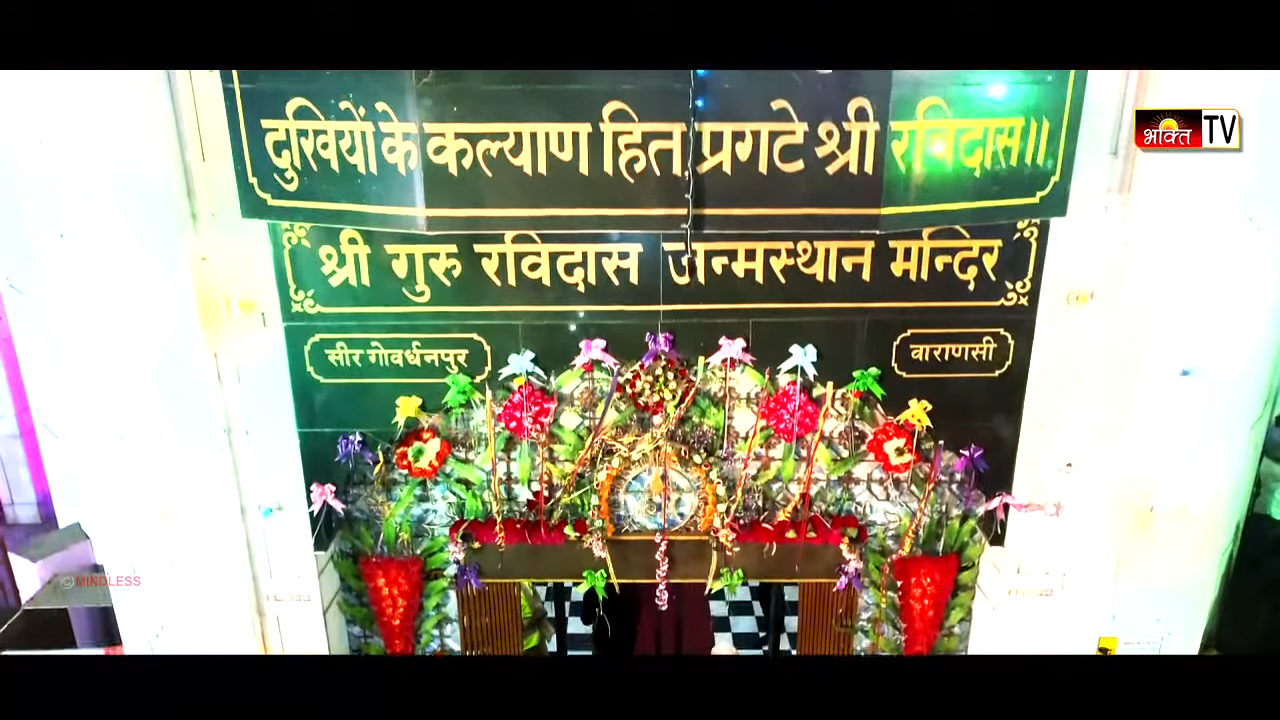 दुखियों के कल्याण हित प्रगटे श्री रविदास॥
श्री गुरु रविदास जन्मस्थान मन्दिर
सीर गोवर्धनपुर
वाराणसी
भक्ति TV
©MINDLESS